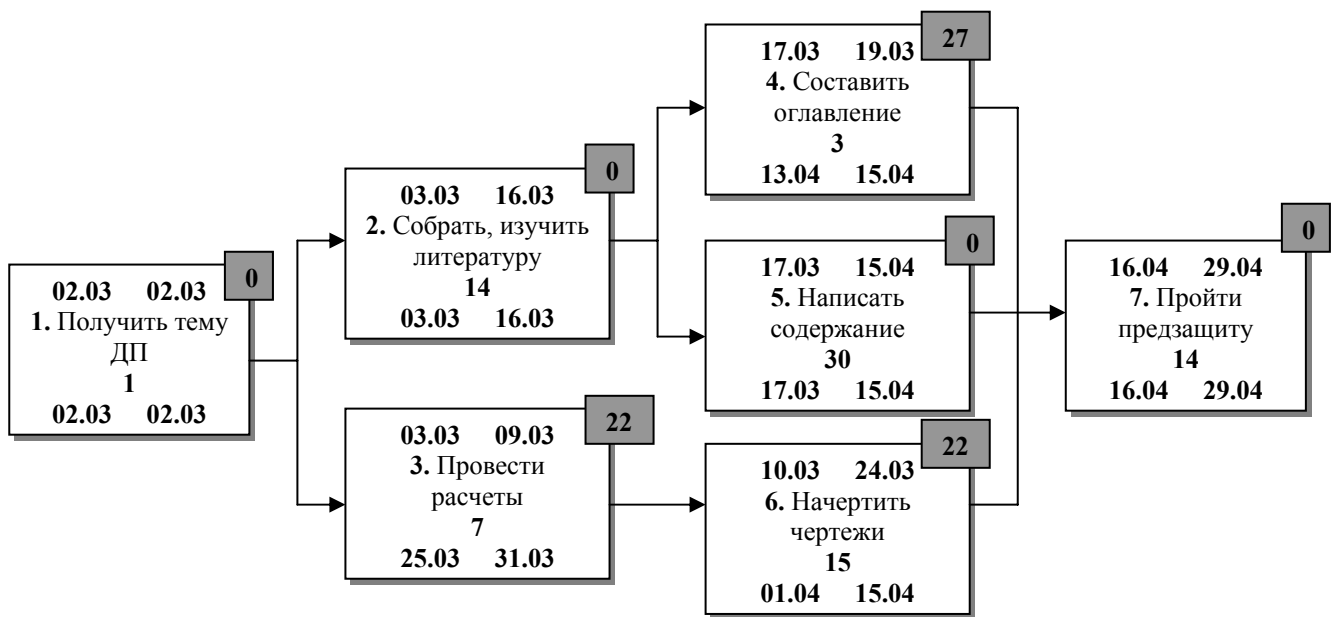 0
02.03 02.03
1. Получить тему
ДП
1
02.03 02.03
0
03.03 16.03
2. Собрать, изучить
литературу
14
03.03 16.03
22
03.03 09.03
3. Провести
расчеты
7
25.03 31.03
27
17.03 19.03
4. Составить
оглавление
3
13.04 15.04
0
17.03 15.04
5. Написать
содержание
30
17.03 15.04
22
10.03 24.03
6. Начертить
чертежи
15
01.04 15.04
0
16.04 29.04
7. Пройти
предзащиту
14
16.04 29.04